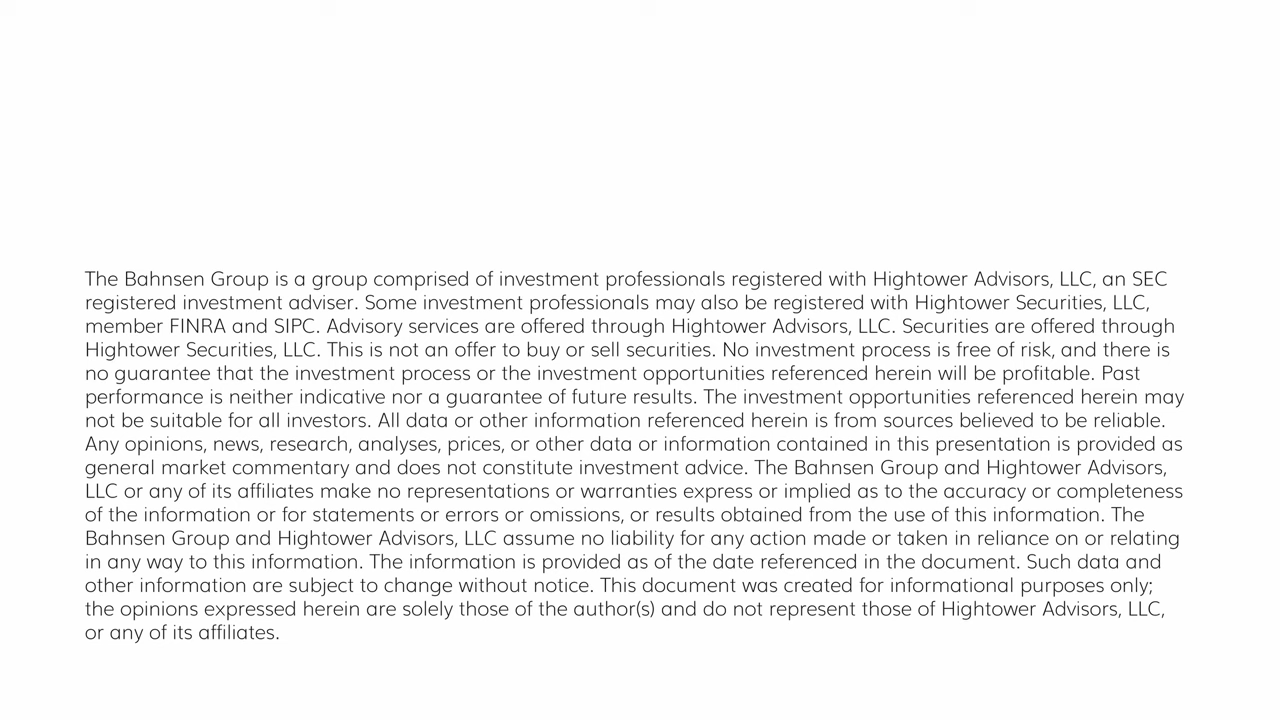 The Bahnsen Group is a group comprised of investment professionals registered with Hightower Advisors, LLC, an SEC
registered investment adviser. Some investment professionals may also be registered with Hightower Securities, LLC,
member FINRA and SIPC. Advisory services are offered through Hightower Advisors, LLC. Securities are offered through
Hightower Securities, LLC. This is not an offer to buy or sell securities. No investment process is free of risk, and there is
no guarantee that the investment process or the investment opportunities referenced herein will be profitable. Past
performance is neither indicative nor a guarantee of future results. The investment opportunities referenced herein may
not be suitable for all investors. All data or other information referenced herein is from sources believed to be reliable.
Any opinions, news, research, analyses, prices, or other data or information contained in this presentation is provided as
general market commentary and does not constitute investment advice. The Bahnsen Group and Hightower Advisors,
LLC or any of its affiliates make no representations or warranties express or implied as to the accuracy or completeness
of the information or for statements or errors or omissions, or results obtained from the use of this information. The
Bahnsen Group and Hightower Advisors, LLC assume no liability for any action made or taken in reliance on or relating
in any way to this information. The information is provided as of the date referenced in the document. Such data and
other information are subject to change without notice. This document was created for informational purposes only;
the opinions expressed herein are solely those of the author(s) and do not represent those of Hightower Advisors, LLC,
or any of its affiliates.